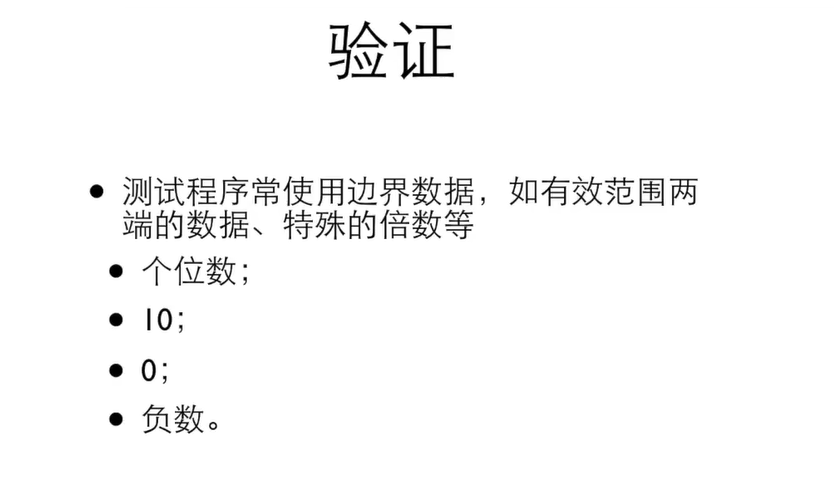 验证
● 测试程序常使用边界数据，如有效范围两
端的数据、特殊的倍数等
● 个位数；
● 10；
● 0；
● 负数。